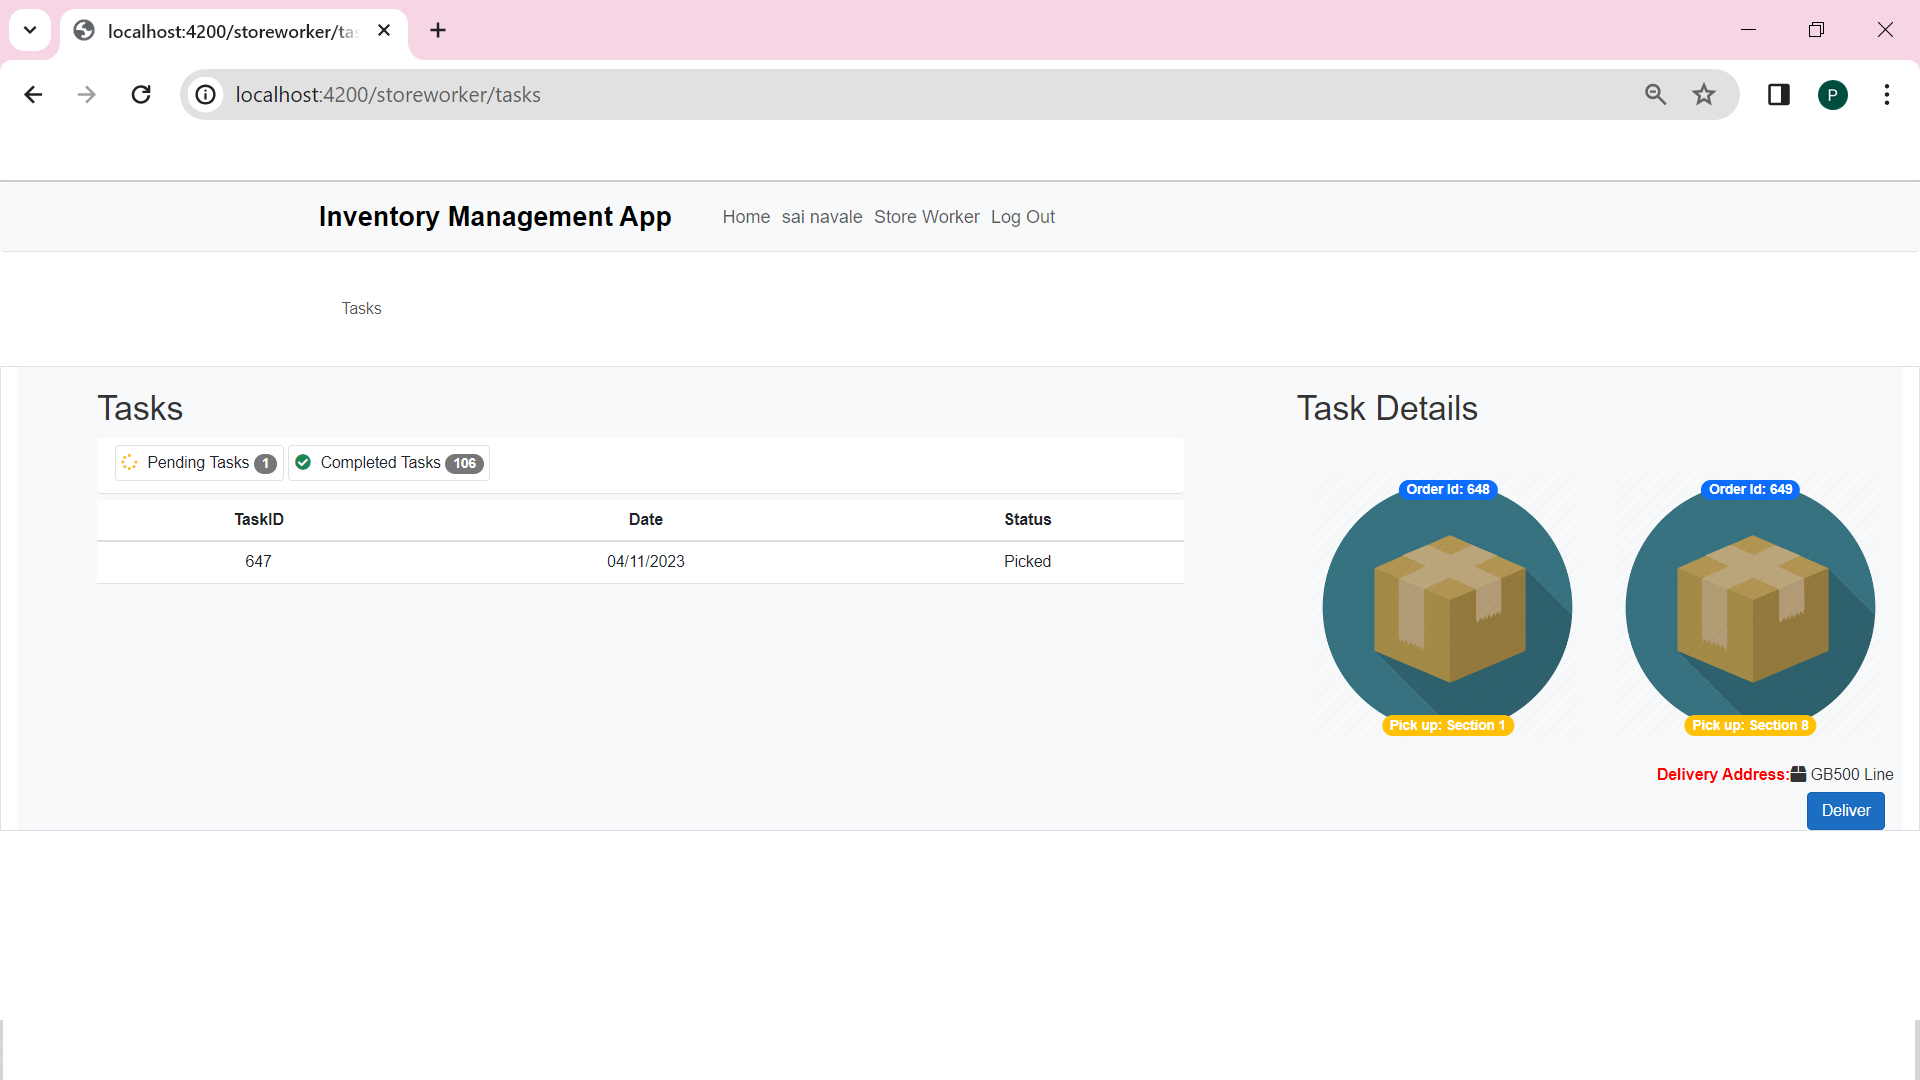 localhost:4200/storeworker/ta
localhost:4200/storeworker/tasks
P
Inventory Management App
Home sai navale Store Worker Log Out
Tasks
Tasks
Pending Tasks 1 Completed Tasks 106
TaskID Date Status
647 04/11/2023 Picked
Task Details
Order Id: 648 Order Id: 649
Pick up: Section 1 Pick up: Section 8
Delivery Address: GB500 Line
Deliver